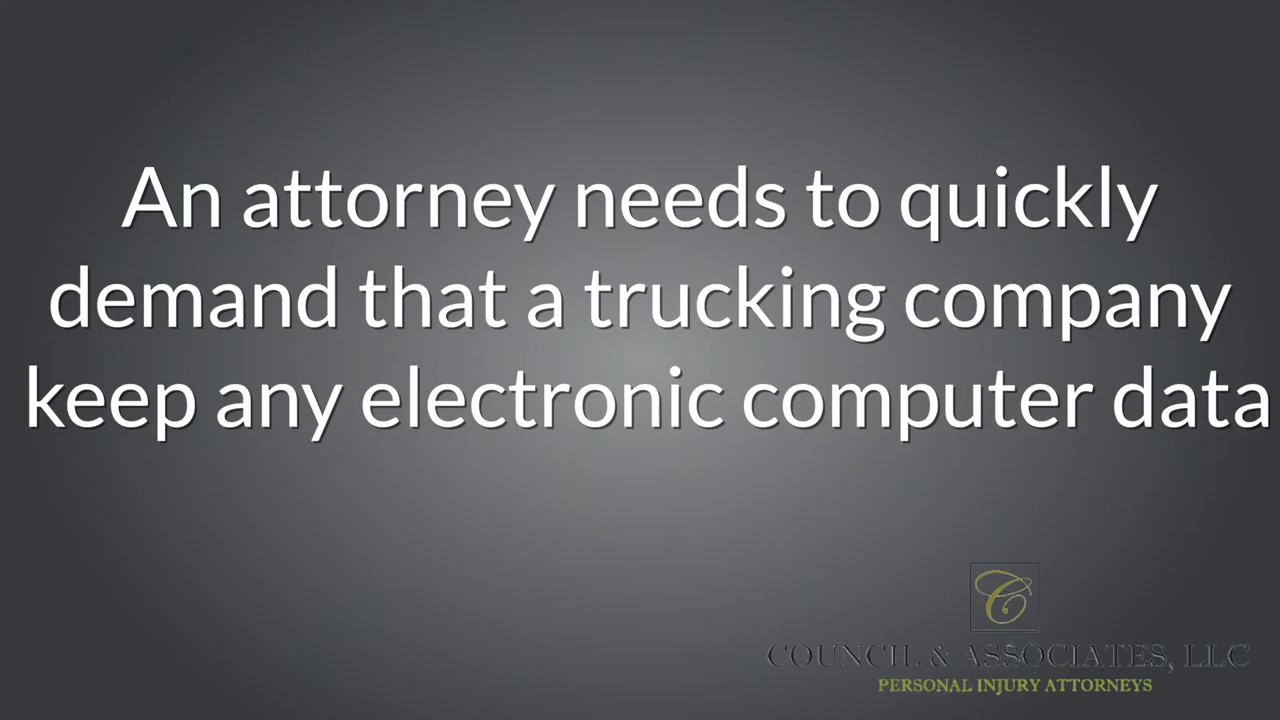 An attorney needs to quickly
demand that a trucking company
keep any electronic computer data
C
COUNCIL & ASSOCIATES, LLC
PERSONAL INJURY ATTORNEYS